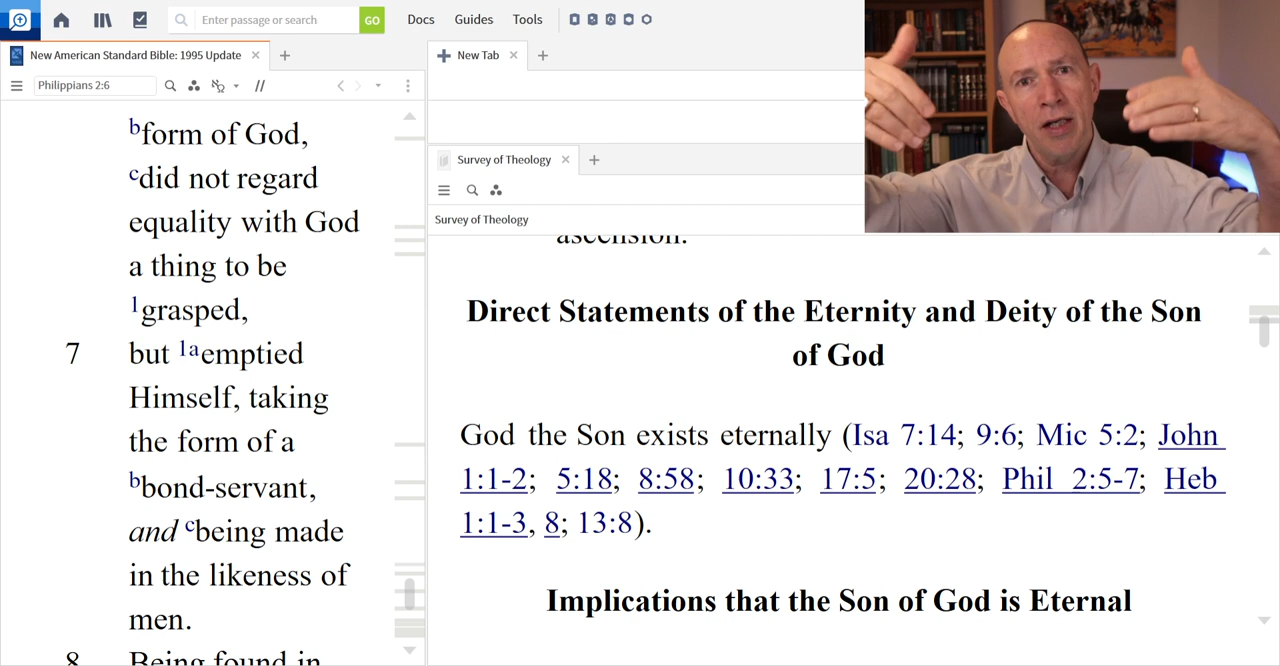 Enter passage or search
GO
Docs
Guides
Tools
New American Standard Bible: 1995 Update
New Tab
Philippians 2:6
bform of God,
cdid not regard
equality with God
a thing to be
1grasped,
7 but 1aemptied
Himself, taking
the form of a
bbond-servant,
and cbeing made
in the likeness of
men.
8 Being found in
Survey of Theology
Survey of Theology
ascension.
Direct Statements of the Eternity and Deity of the Son
of God
God the Son exists eternally (Isa 7:14; 9:6; Mic 5:2; John
1:1-2; 5:18; 8:58; 10:33; 17:5; 20:28; Phil 2:5-7; Heb
1:1-3, 8; 13:8).
Implications that the Son of God is Eternal